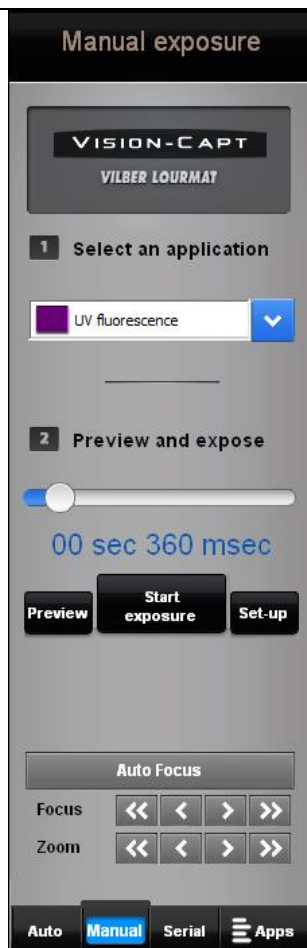 Manual exposure
VISION-CAPT
VILBER LOURMAT
1 Select an application
UV fluorescence
2 Preview and expose
00 sec 360 msec
Preview
Start
exposure
Set-up
Auto Focus
Focus
Zoom
Auto Manual Serial Apps